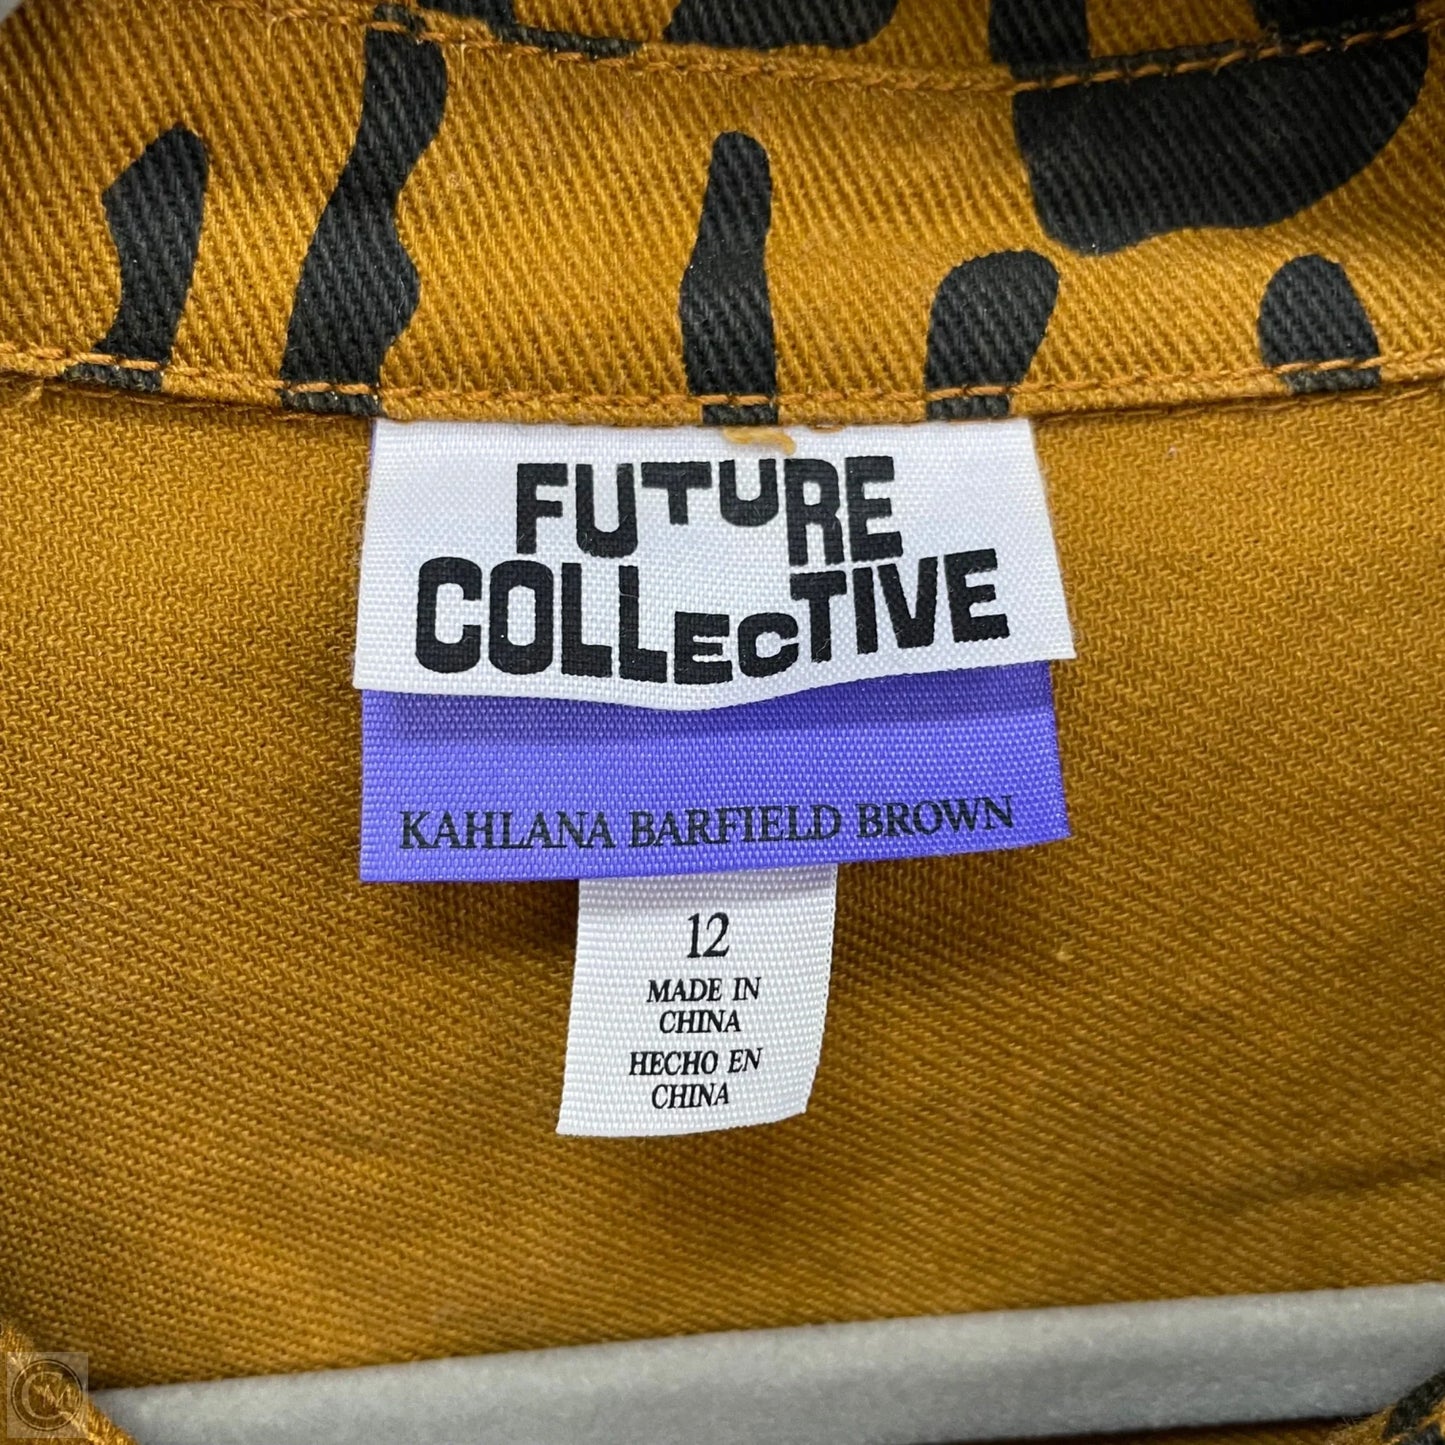 FUTURE
COLLECTIVE
KAHLANA BARFIELD BROWN
12
MADE IN
CHINA
HECHO EN
CHINA